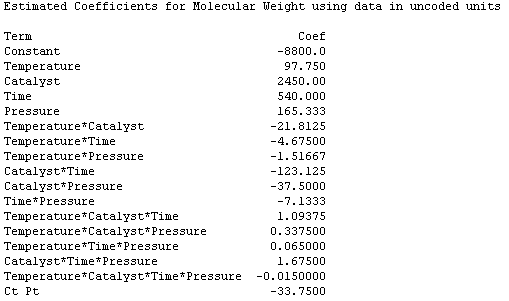 Estimated Coefficients for Molecular Weight using data in uncoded units
Term Coef
Constant -8800.0
Temperature 97.750
Catalyst 2450.00
Time 540.000
Pressure 165.333
Temperature*Catalyst -21.8125
Temperature*Time -4.67500
Temperature*Pressure -1.51667
Catalyst*Time -123.125
Catalyst*Pressure -37.5000
Time*Pressure -7.1333
Temperature*Catalyst*Time 1.09375
Temperature*Catalyst*Pressure 0.337500
Temperature*Time*Pressure 0.065000
Catalyst*Time*Pressure 1.67500
Temperature*Catalyst*Time*Pressure -0.0150000
Ct Pt -33.7500